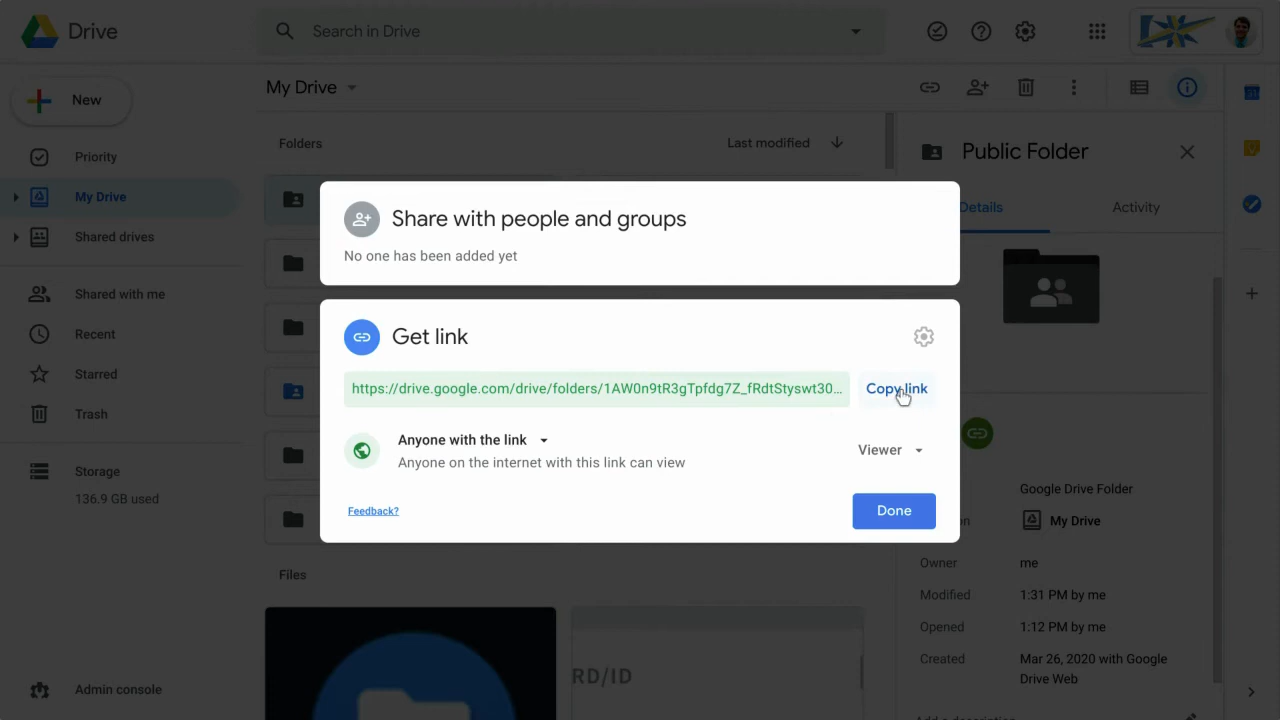 Drive
Search in Drive
New
My Drive
Priority
My Drive
Shared drives
Shared with me
Recent
Starred
Trash
Storage
136.9 GB used
Admin console
Folders
Last modified
Files
RD/ID
Share with people and groups
No one has been added yet
Get link
https://drive.google.com/drive/folders/1AW0n9tR3gTpfdg7Z_fRdtStyswt30...
Copy link
Anyone with the link
Anyone on the internet with this link can view
Viewer
Feedback?
Done
Public Folder
Details
Activity
Google Drive Folder
My Drive
Owner me
Modified 1:31 PM by me
Opened 1:12 PM by me
Created Mar 26, 2020 with Google
Drive Web